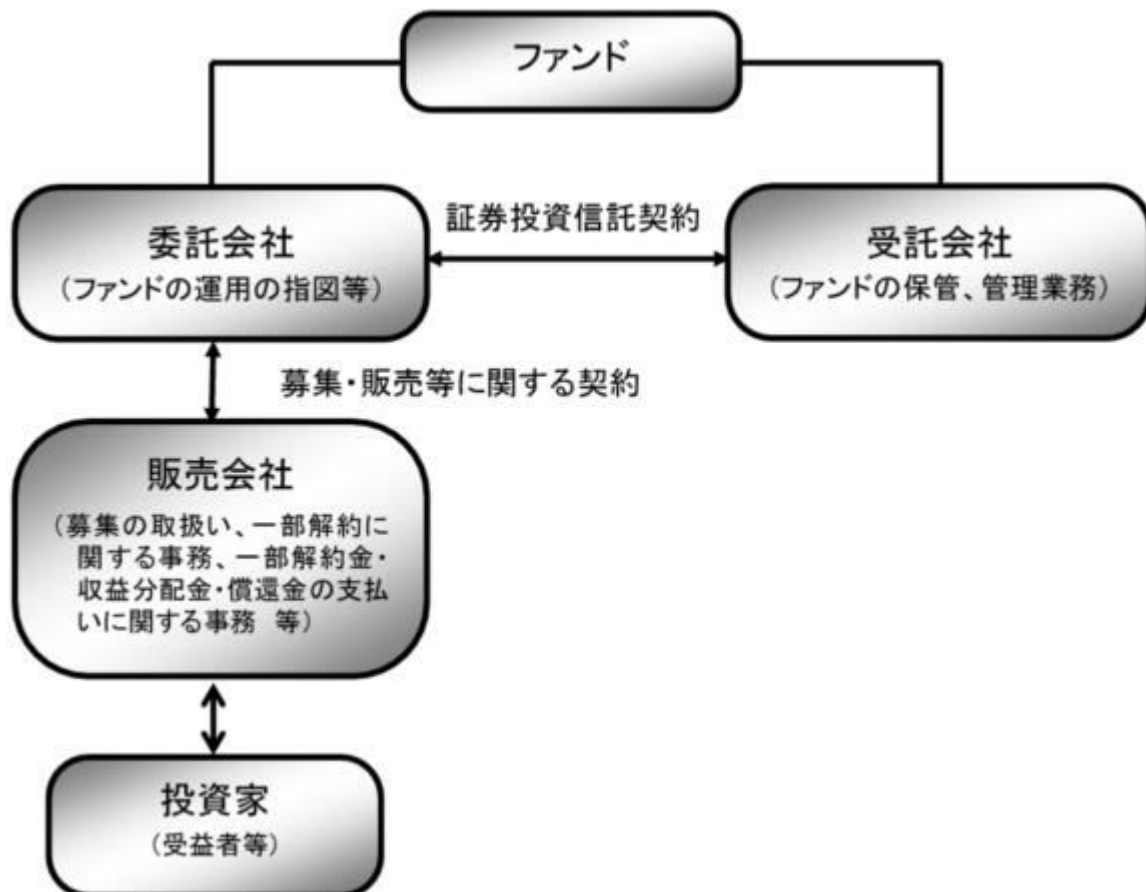 ファンド
委託会社
（ファンドの運用の指図等）
証券投資信託契約
受託会社
（ファンドの保管、管理業務）
募集・販売等に関する契約
販売会社
（募集の取扱い、一部解約に
関する事務、一部解約金・
収益分配金・償還金の支払
いに関する事務　等）
投資家
（受益者等）